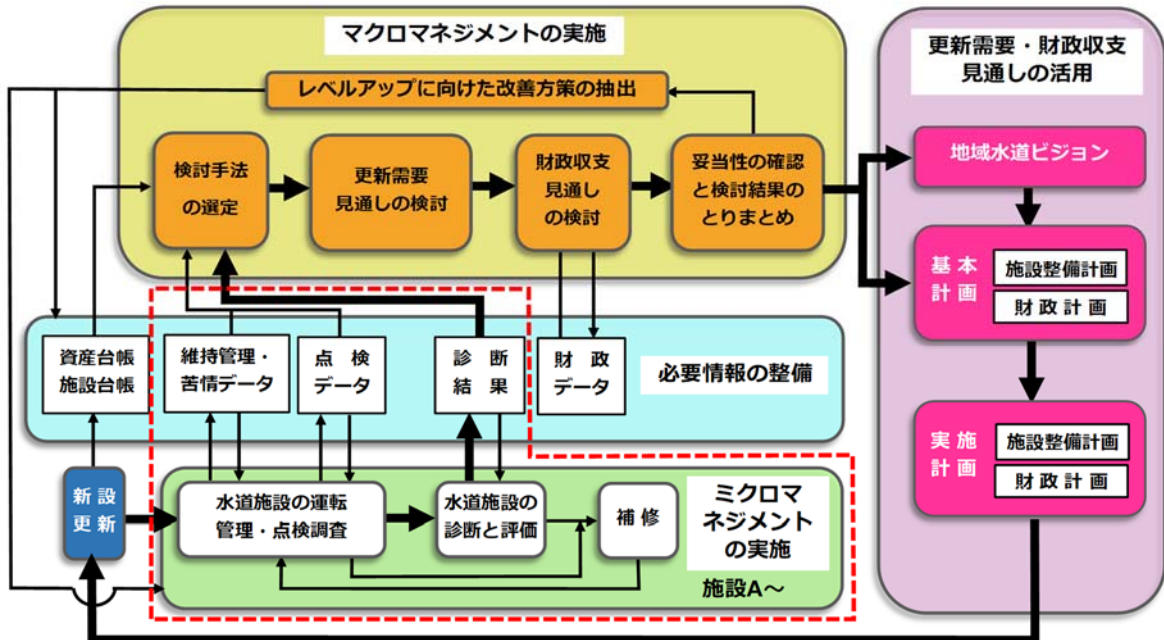 マクロマネジメントの実施
レベルアップに向けた改善方策の抽出
検討手法
の選定
更新需要
見通しの検討
財政収支
見通し
の検討
妥当性の確認
と検討結果の
とりまとめ
更新需要・財政収支
見通しの活用
地域水道ビジョン
基本
計画
施設整備計画
財政計画
実施
計画
施設整備計画
財政計画
資産台帳
施設台帳
維持管理・
苦情データ
点検
データ
診断
結果
財政
データ
必要情報の整備
新設
更新
水道施設の運転
管理・点検調査
水道施設の
診断と評価
補修
ミクロマ
ネジメント
の実施
施設A～